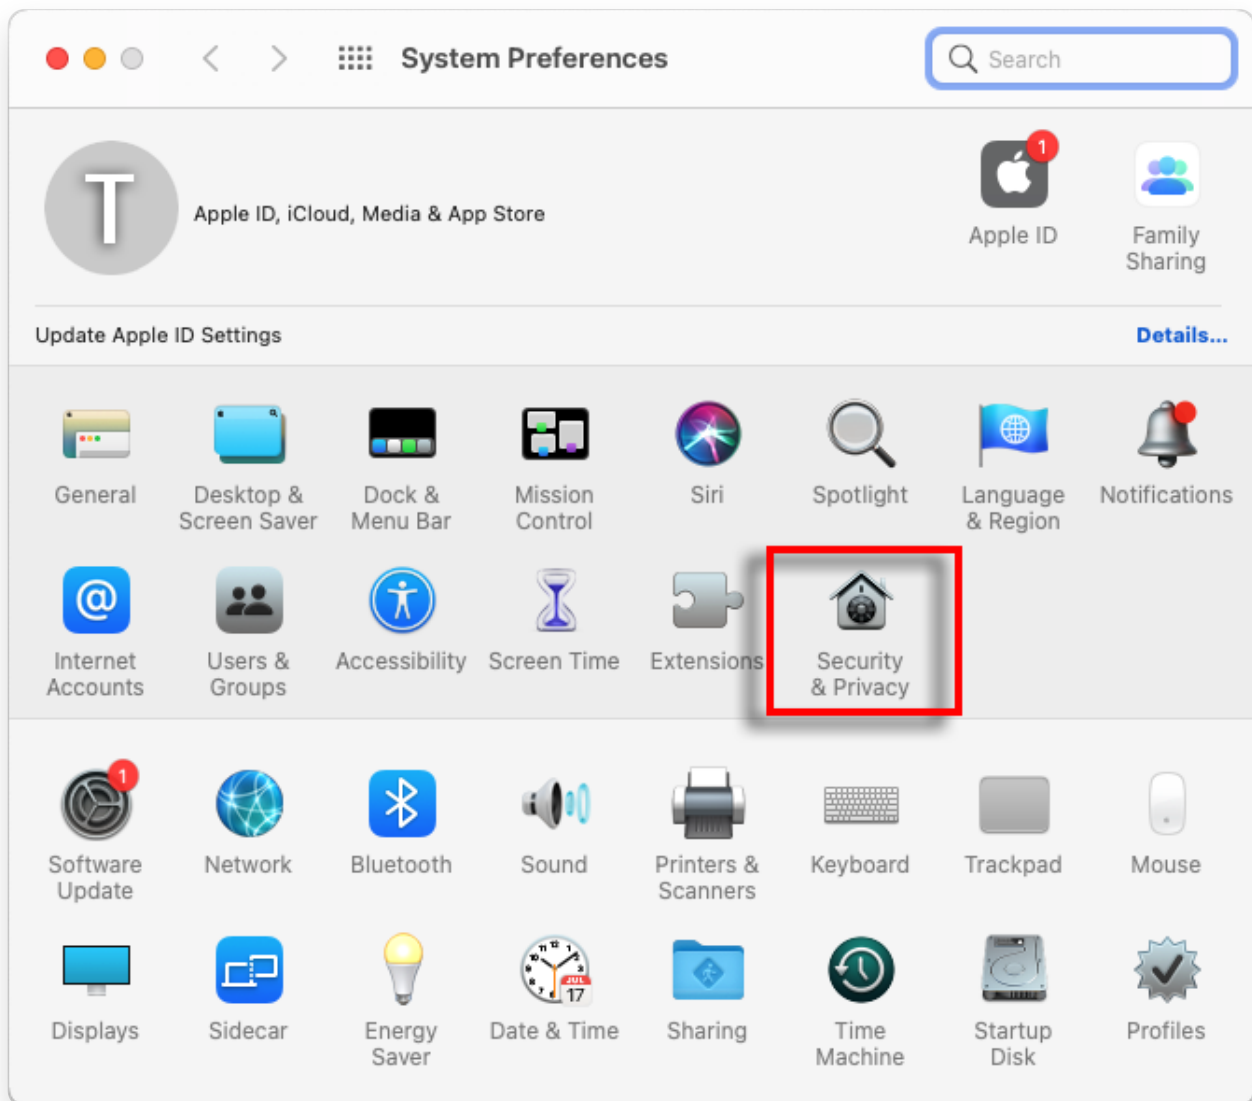 System Preferences
Search
T
Apple ID, iCloud, Media & App Store
1
Apple ID
Family
Sharing
Update Apple ID Settings
Details...
General
Desktop &
Screen Saver
Dock &
Menu Bar
Mission
Control
Siri
Spotlight
Language
& Region
Notifications
@
Internet
Accounts
Users &
Groups
Accessibility
Screen Time
Extensions
Security
& Privacy
1
Software
Update
Network
Bluetooth
Sound
Printers &
Scanners
Keyboard
Trackpad
Mouse
Displays
Sidecar
Energy
Saver
JUL
17
Date & Time
Sharing
Time
Machine
Startup
Disk
Profiles